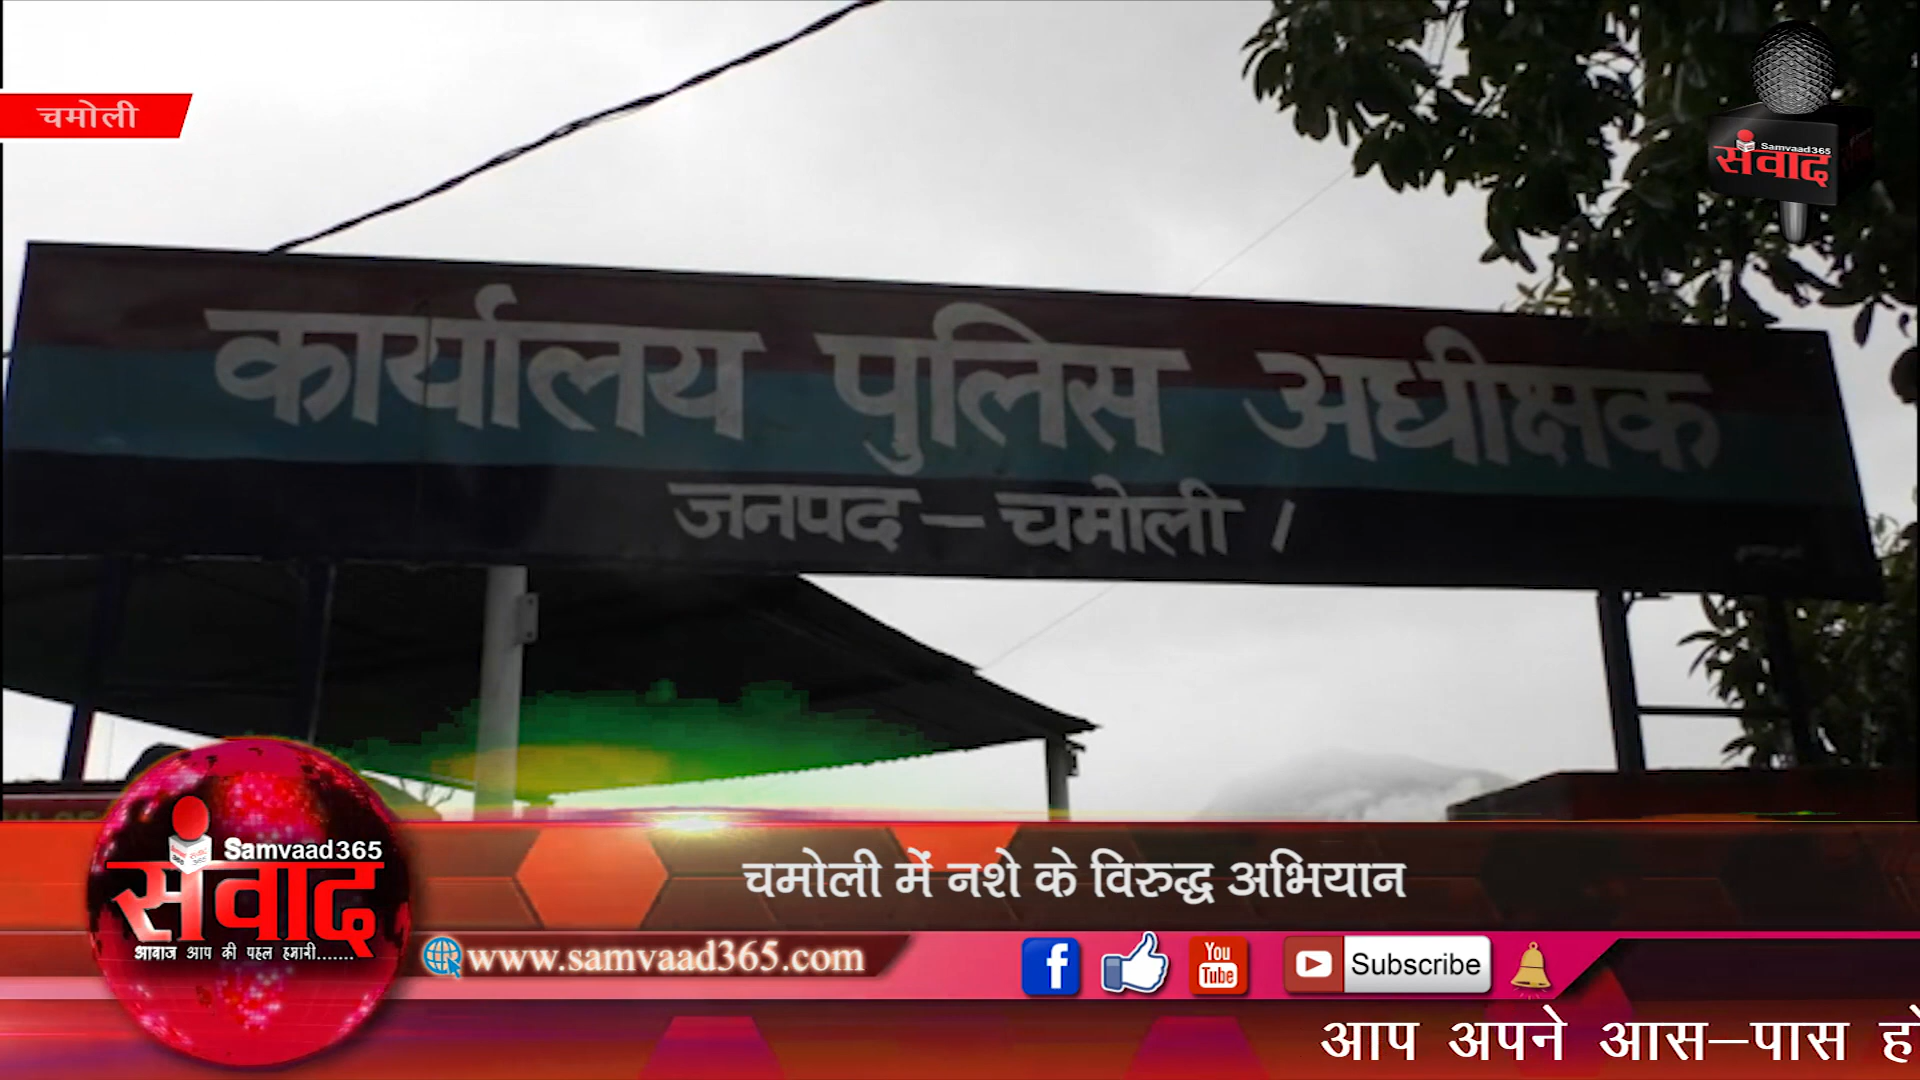 चमोली
Samvaad365
संवाद
कार्यालय पुलिस अधीक्षक
जनपद – चमोली ।
चमोली में नशे के विरुद्ध अभियान
Samvaad365
संवाद
आवाज आप की पहल हमारी.......
www.samvaad365.com
You
Tube
Subscribe
आप अपने आस–पास